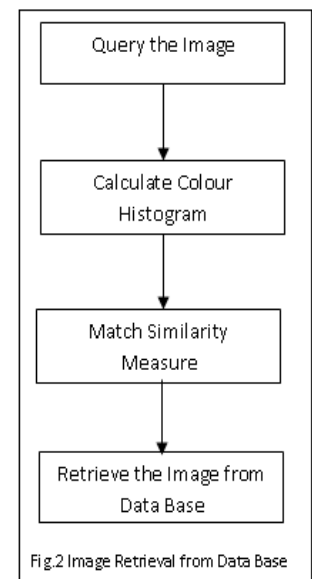 Query the Image
Calculate Colour
Histogram
Match Similarity
Measure
Retrieve the Image from
Data Base
Fig.2 Image Retrieval from Data Base